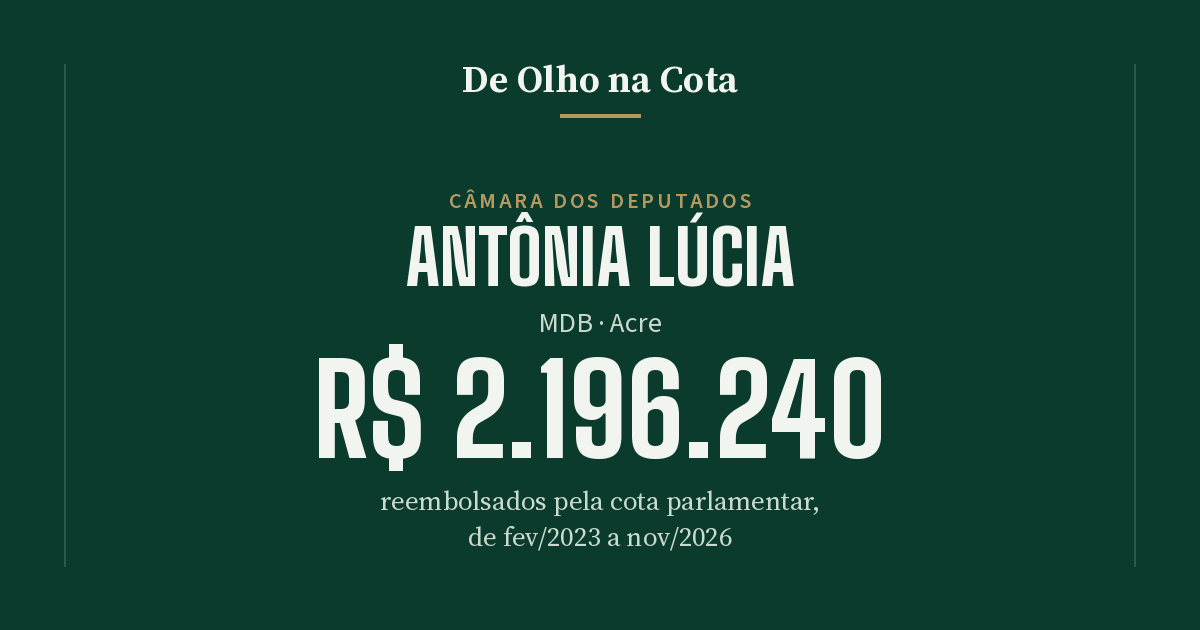 De Olho na Cota
CÂMARA DOS DEPUTADOS
ANTÔNIA LÚCIA
MDB · Acre
R$ 2.196.240
reembolsados pela cota parlamentar,
de fev/2023 a nov/2026